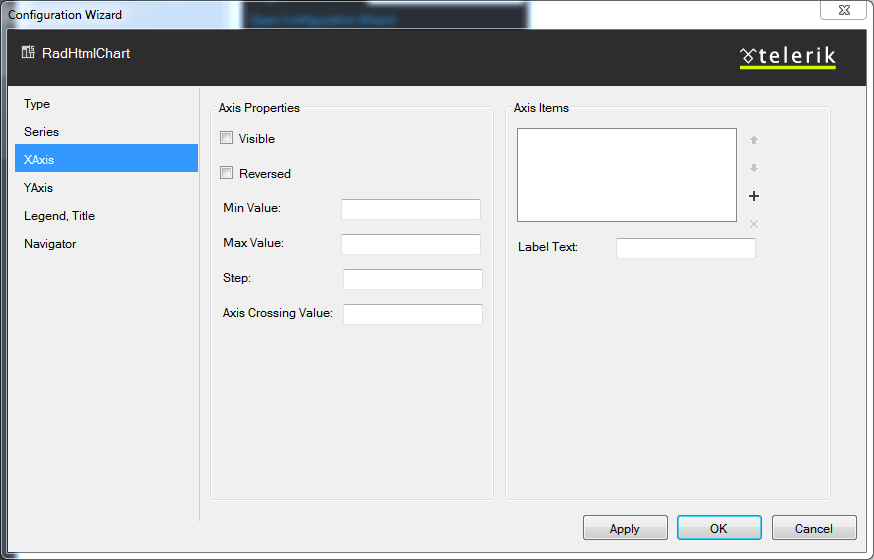 Configuration Wizard
Open Configuration Wizard
RadHtmlChart
telerik
Type
Series
XAxis
YAxis
Legend, Title
Navigator
Axis Properties
Visible
Reversed
Min Value:
Max Value:
Step:
Axis Crossing Value:
Axis Items
Label Text:
Apply
OK
Cancel